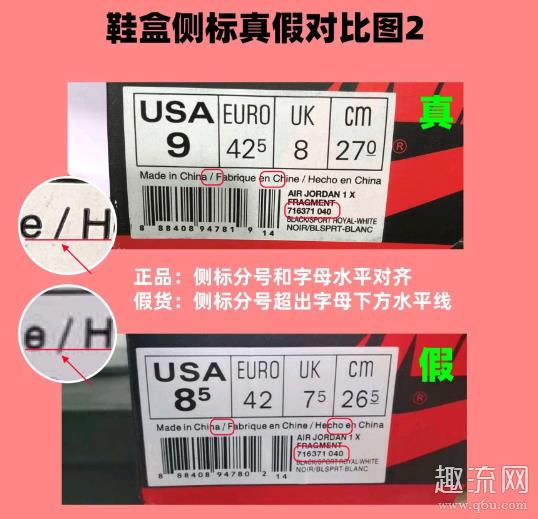 鞋盒侧标真假对比图2
真
USA EURO UK cm
9 42⁵ 8 27⁰
®
Made in China / Fabrique en Chine / Hecho en China
AIR JORDAN 1 X
FRAGMENT
716371 040
BLACK/SPORT ROYAL-WHITE
NOIR/BLSPRT-BLANC
8 88408 94781 9 14
e / H
正品：侧标分号和字母水平对齐
假货：侧标分号超出字母下方水平线
e / H
假
USA EURO UK cm
8⁵ 42 7⁵ 26⁵
®
Made in China / Fabrique en Chine / Hecho en China
AIR JORDAN 1 X
FRAGMENT
716371 040
BLACK/SPORT ROYAL-WHITE
NOIR/BLSPRT-BLANC
8 88408 94780 2 14
趣流网
www.q6u.com